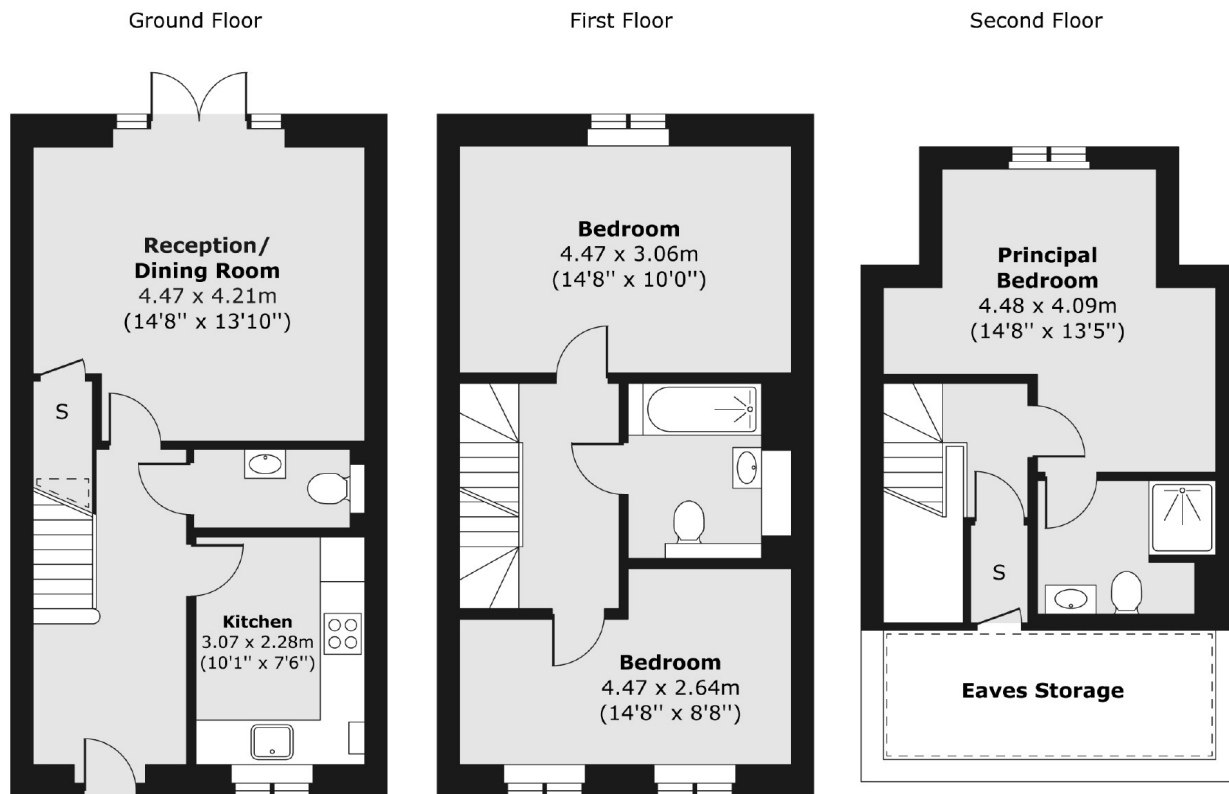 Ground Floor
Reception/
Dining Room
4.47 x 4.21m
(14'8" x 13'10")
S
Kitchen
3.07 x 2.28m
(10'1" x 7'6")
First Floor
Bedroom
4.47 x 3.06m
(14'8" x 10'0")
Bedroom
4.47 x 2.64m
(14'8" x 8'8")
Second Floor
Principal
Bedroom
4.48 x 4.09m
(14'8" x 13'5")
S
Eaves Storage